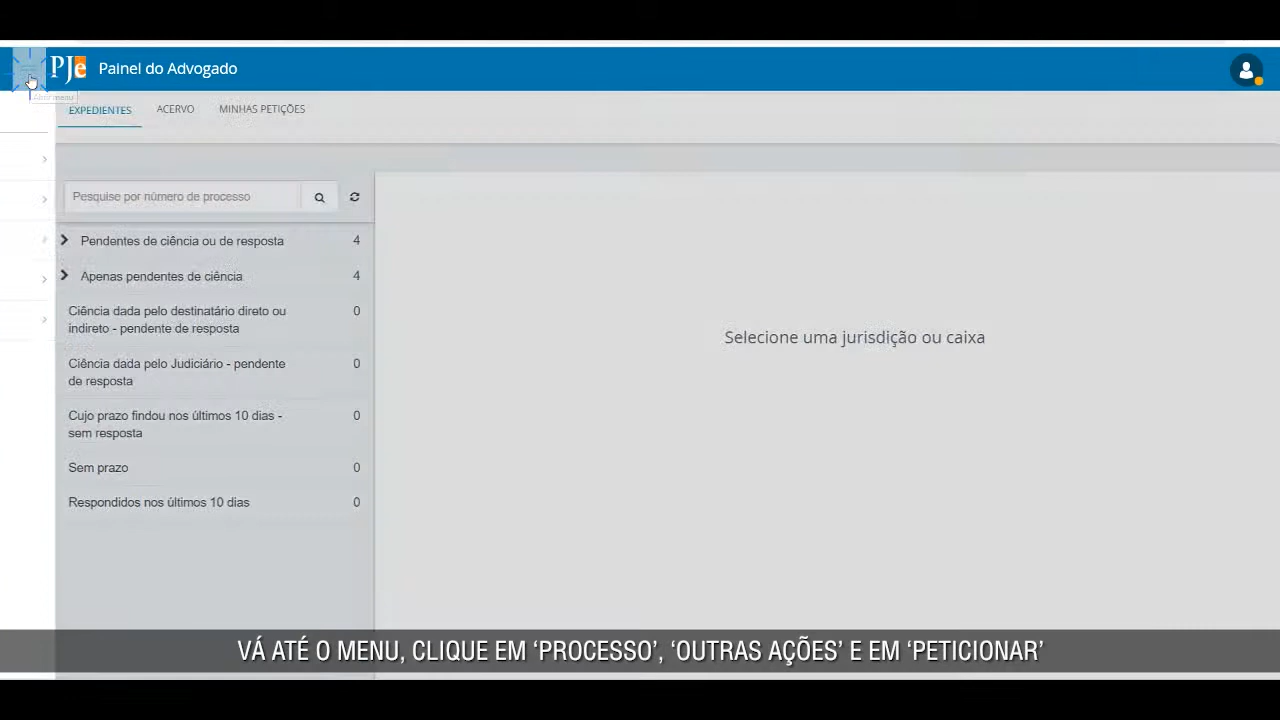 PJe Painel do Advogado
Abrir menu
EXPEDIENTES ACERVO MINHAS PETIÇÕES
Pesquise por número de processo
Pendentes de ciência ou de resposta 4
Apenas pendentes de ciência 4
Ciência dada pelo destinatário direto ou 0
indireto - pendente de resposta
Ciência dada pelo Judiciário - pendente 0
de resposta
Cujo prazo findou nos últimos 10 dias - 0
sem resposta
Sem prazo 0
Respondidos nos últimos 10 dias 0
Selecione uma jurisdição ou caixa
VÁ ATÉ O MENU, CLIQUE EM ‘PROCESSO’, ‘OUTRAS AÇÕES’ E EM ‘PETICIONAR’